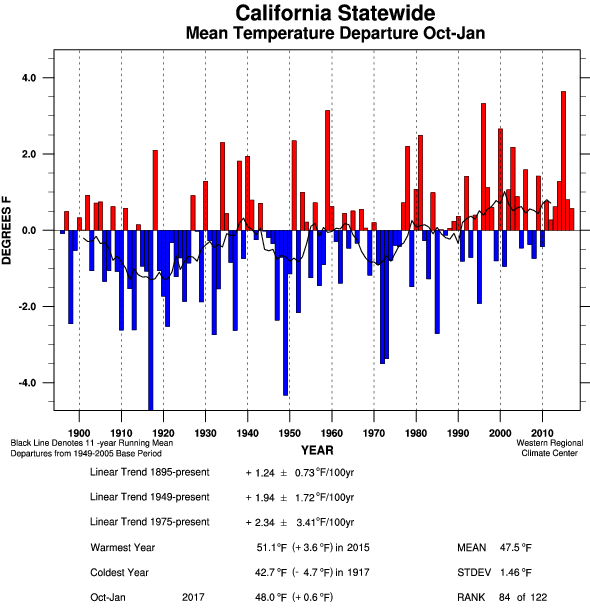 California Statewide
Mean Temperature Departure Oct-Jan
4.0
2.0
0.0
-2.0
-4.0
DEGREES F
1900 1910 1920 1930 1940 1950 1960 1970 1980 1990 2000 2010
YEAR
Black Line Denotes 11 -year Running Mean
Departures from 1949-2005 Base Period
Western Regional
Climate Center
Linear Trend 1895-present + 1.24 ± 0.73°F/100yr
Linear Trend 1949-present + 1.94 ± 1.72°F/100yr
Linear Trend 1975-present + 2.34 ± 3.41°F/100yr
Warmest Year 51.1°F (+ 3.6 °F) in 2015 MEAN 47.5 °F
Coldest Year 42.7°F (- 4.7 °F) in 1917 STDEV 1.46 °F
Oct-Jan 2017 48.0°F (+ 0.6 °F) RANK 84 of 122